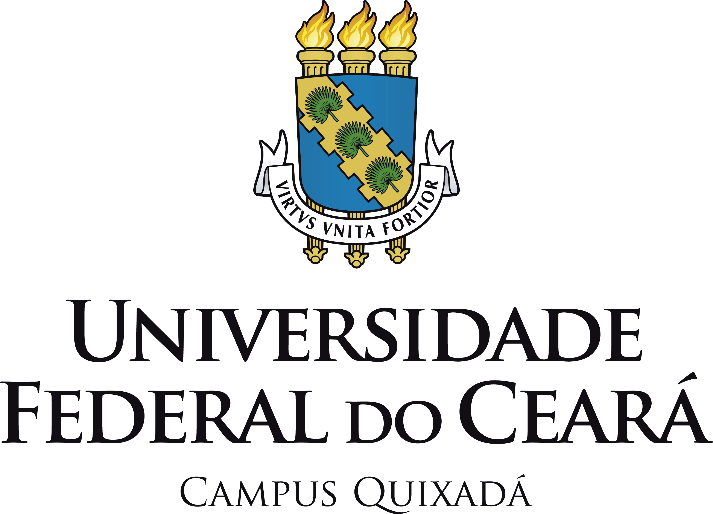 VIRTVS VNITA FORTIOR
UNIVERSIDADE
FEDERAL DO CEARÁ
CAMPUS QUIXADÁ